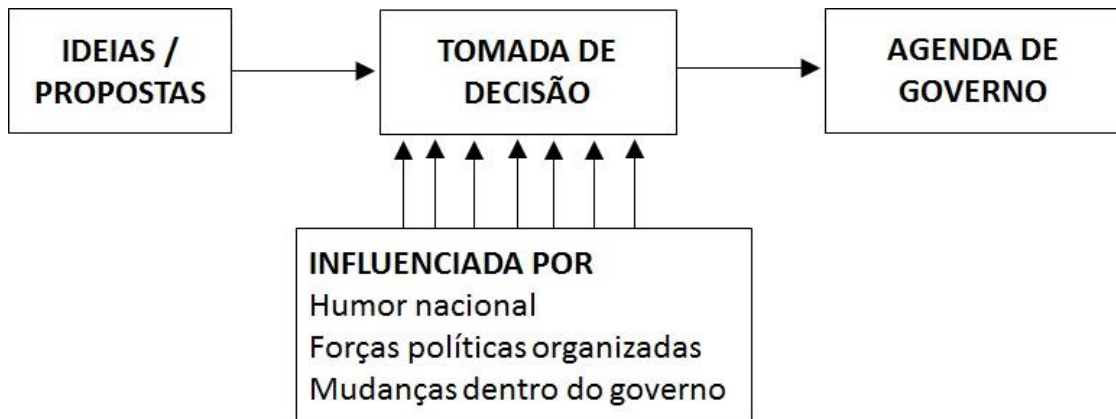 IDEIAS /
PROPOSTAS
TOMADA DE
DECISÃO
AGENDA DE
GOVERNO
INFLUENCIADA POR
Humor nacional
Forças políticas organizadas
Mudanças dentro do governo